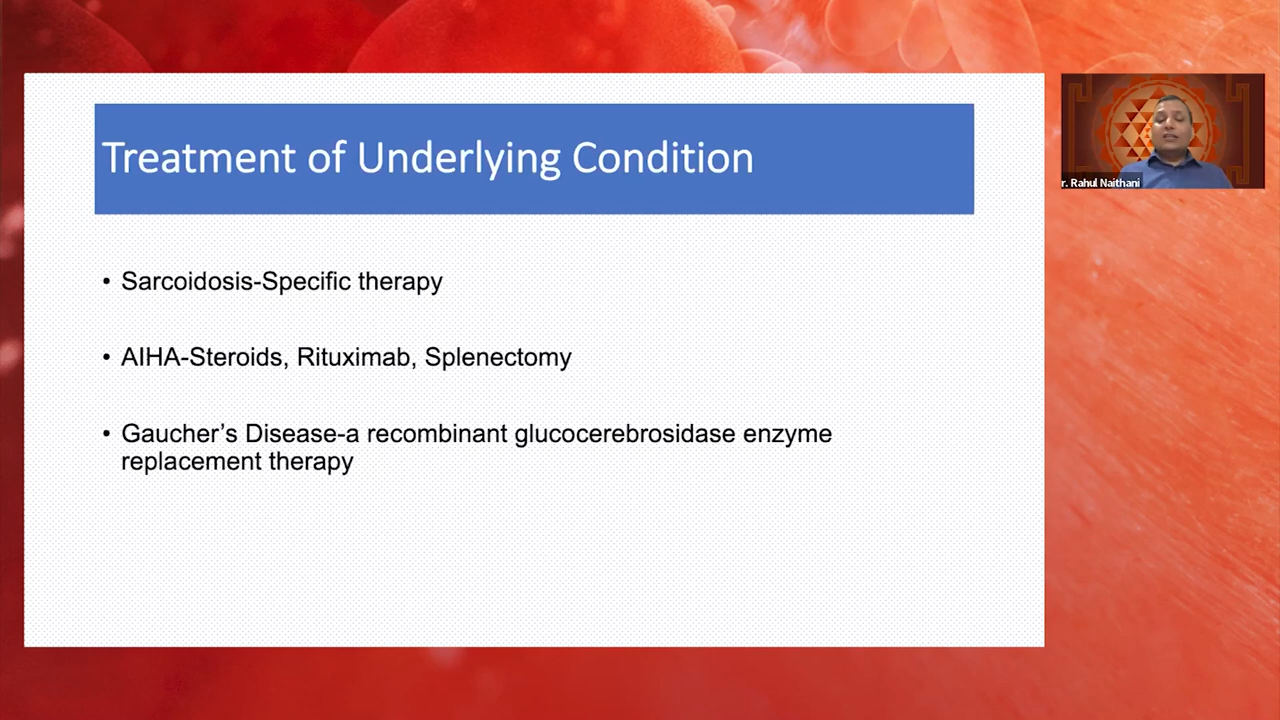 Treatment of Underlying Condition
• Sarcoidosis-Specific therapy
• AIHA-Steroids, Rituximab, Splenectomy
• Gaucher’s Disease-a recombinant glucocerebrosidase enzyme
replacement therapy
r. Rahul Naithani